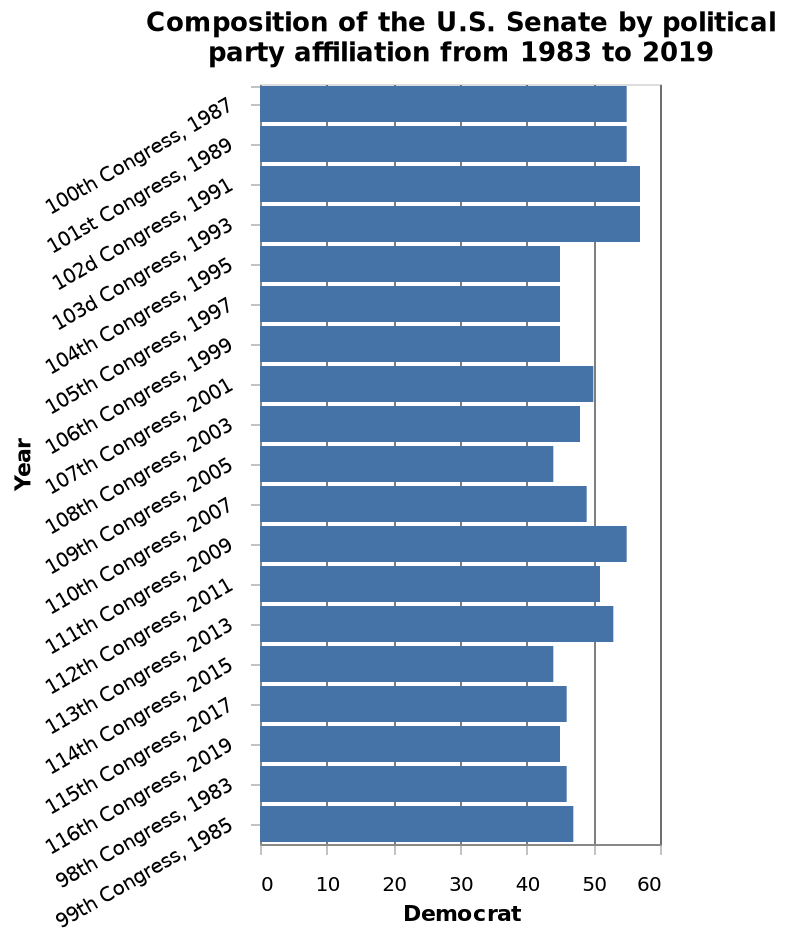 Composition of the U.S. Senate by political
party affiliation from 1983 to 2019
Year
100th Congress, 1987
101st Congress, 1989
102d Congress, 1991
103d Congress, 1993
104th Congress, 1995
105th Congress, 1997
106th Congress, 1999
107th Congress, 2001
108th Congress, 2003
109th Congress, 2005
110th Congress, 2007
111th Congress, 2009
112th Congress, 2011
113th Congress, 2013
114th Congress, 2015
115th Congress, 2017
116th Congress, 2019
98th Congress, 1983
99th Congress, 1985
0 10 20 30 40 50 60
Democrat